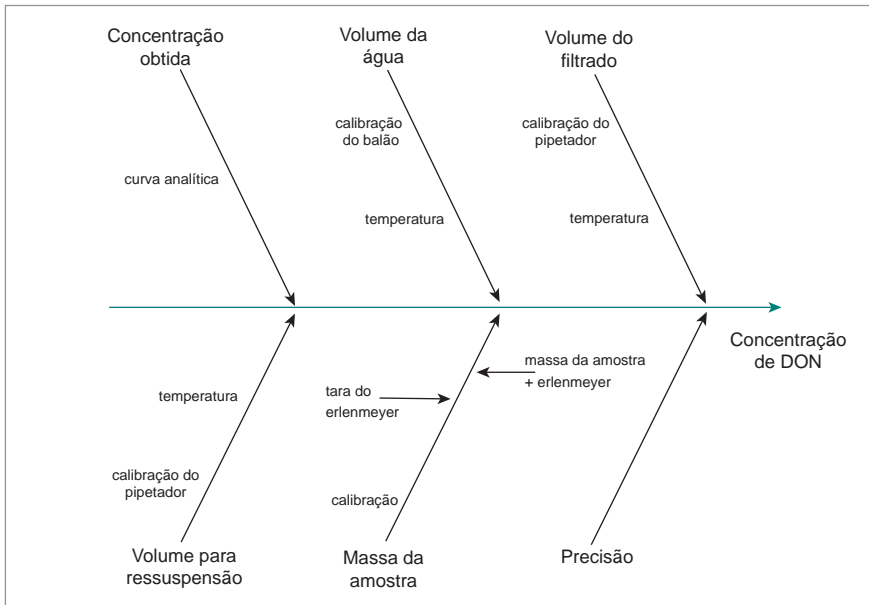 Concentração
obtida
Volume da
água
Volume do
filtrado
calibração
do balão
calibração do
pipetador
curva analítica
temperatura
temperatura
Concentração
de DON
massa da amostra
+ erlenmeyer
tara do
erlenmeyer
temperatura
calibração do
pipetador
calibração
Volume para
ressuspensão
Massa da
amostra
Precisão